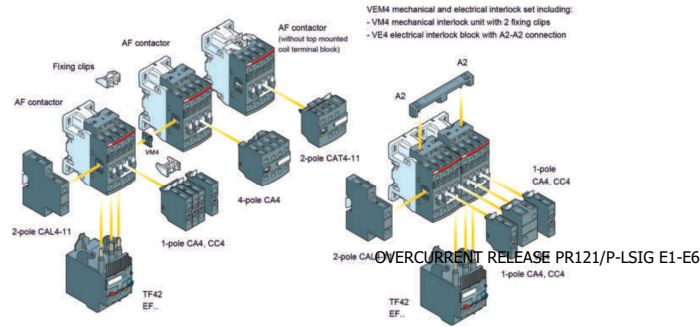 VEM4 mechanical and electrical interlock set including:
- VM4 mechanical interlock unit with 2 fixing clips
- VE4 electrical interlock block with A2-A2 connection
AF contactor
(without top mounted
coil terminal block)
AF contactor
Fixing clips
AF contactor
VM4
2-pole CAT4-11
4-pole CA4
2-pole CAL4-11
1-pole CA4, CC4
TF42
EF..
A2
A2
1-pole
CA4, CC4
2-pole CAL4-11
OVERCURRENT RELEASE PR121/P-LSIG E1-E6
1-pole CA4, CC4
TF42
EF..